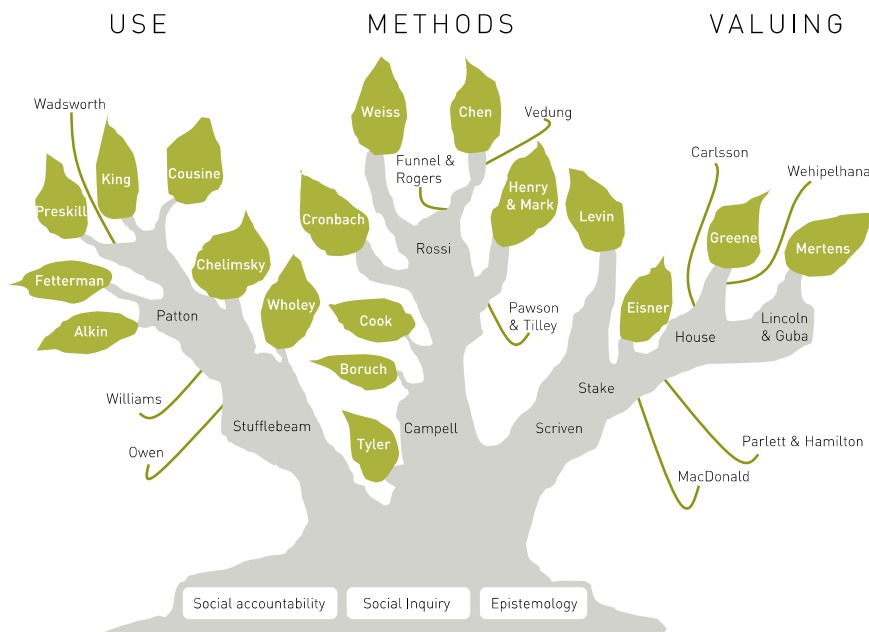 USE
METHODS
VALUING
Wadsworth
Weiss
Chen
Vedung
King
Cousine
Funnel &
Rogers
Carlsson
Wehipelhana
Preskill
Henry
& Mark
Levin
Cronbach
Greene
Mertens
Rossi
Chelimsky
Fetterman
Wholey
Patton
Cook
Pawson
& Tilley
Eisner
House
Lincoln
& Guba
Alkin
Boruch
Stake
Williams
Stufflebeam
Tyler
Campell
Scriven
Owen
Parlett & Hamilton
MacDonald
Social accountability
Social Inquiry
Epistemology